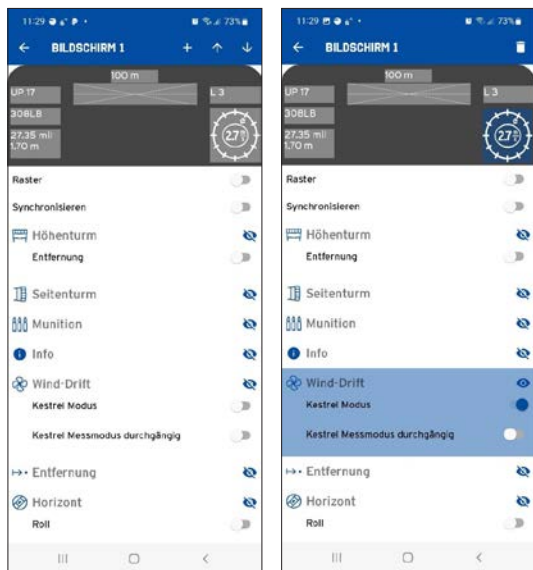 11:29
73%
BILDSCHIRM 1
100 m
UP 17
L 3
308LB
27.35 mil
1.70 m
2.7
Raster
Synchronisieren
Höhenturm
Entfernung
Seitenturm
Munition
Info
Wind-Drift
Kestrel Modus
Kestrel Messmodus durchgängig
Entfernung
Horizont
Roll
11:29
73%
BILDSCHIRM 1
100 m
UP 17
L 3
308LB
27.35 mil
1.70 m
2.7
Raster
Synchronisieren
Höhenturm
Entfernung
Seitenturm
Munition
Info
Wind-Drift
Kestrel Modus
Kestrel Messmodus durchgängig
Entfernung
Horizont
Roll